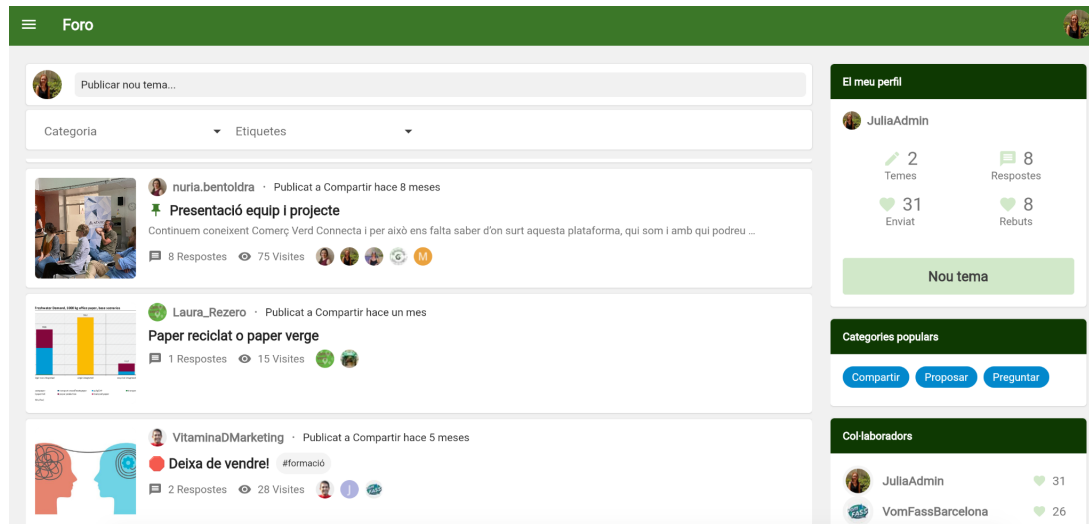 Foro
Publicar nou tema...
Categoria
Etiquetes
nuria.bentoldra · Publicat a Compartir hace 8 meses
Presentació equip i projecte
Continuem coneixent Comerç Verd Connecta i per això ens falta saber d'on surt aquesta plataforma, qui som i amb qui podreu ...
8 Respostes 75 Visites
M
Laura_Rezero · Publicat a Compartir hace un mes
Paper reciclat o paper verge
1 Respostes 15 Visites
VitaminaDMarketing · Publicat a Compartir hace 5 meses
Deixa de vendre! #formació
2 Respostes 28 Visites
J
El meu perfil
JuliaAdmin
2 8
Temes Respostes
31 8
Enviat Rebuts
Nou tema
Categories populars
Compartir Proposar Preguntar
Col·laboradors
JuliaAdmin 31
VomFassBarcelona 26